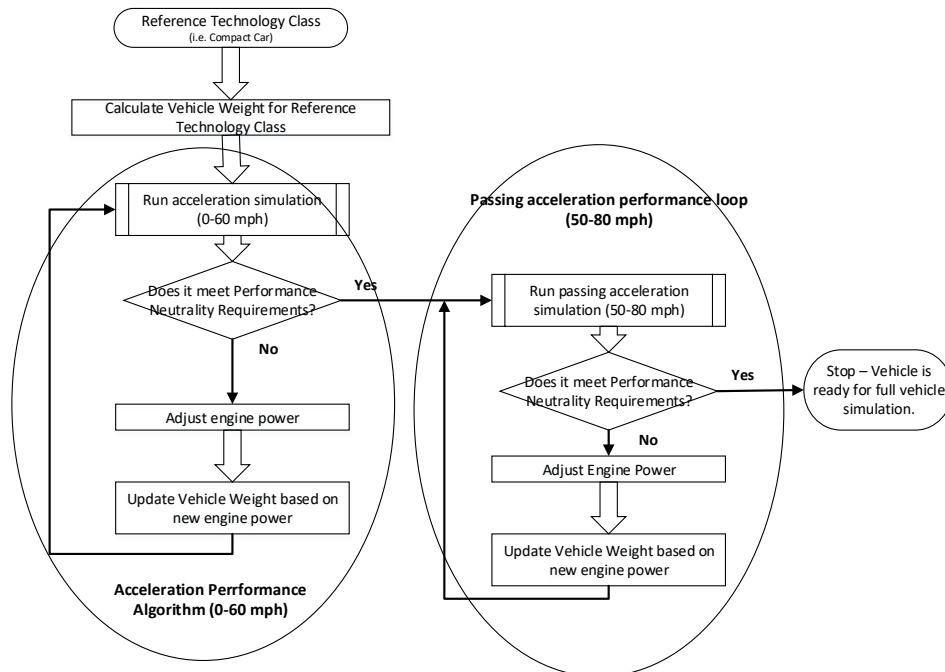 Reference Technology Class
(i.e. Compact Car)
Calculate Vehicle Weight for Reference
Technology Class
Run acceleration simulation
(0-60 mph)
Does it meet Performance
Neutrality Requirements?
Yes
No
Adjust engine power
Update Vehicle Weight based on
new engine power
Acceleration Perrformance
Algorithm (0-60 mph)
Passing acceleration performance loop
(50-80 mph)
Run passing acceleration
simulation (50-80 mph)
Does it meet Performance
Neutrality Requirements?
Yes
No
Adjust Engine Power
Update Vehicle Weight based on
new engine power
Stop – Vehicle is
ready for full vehicle
simulation.